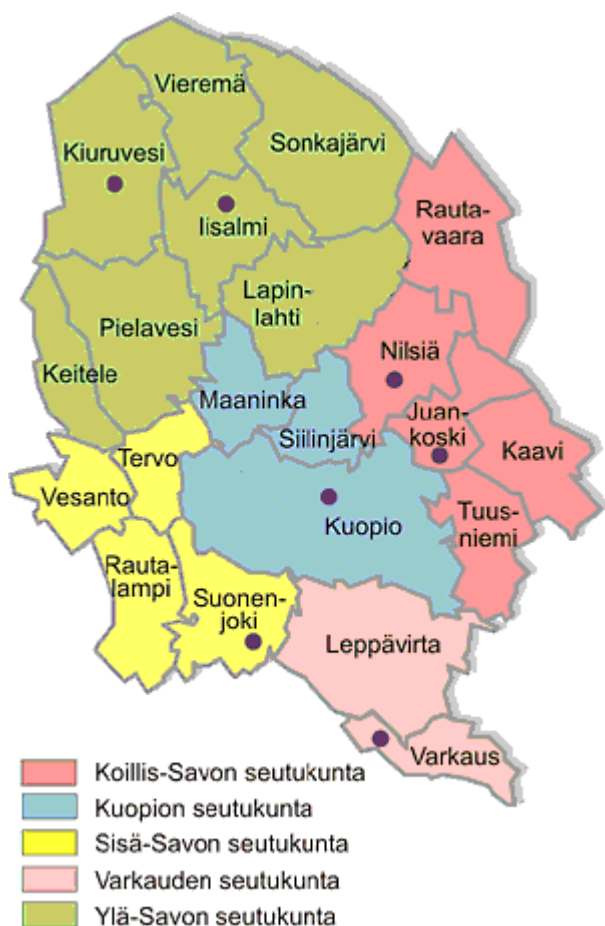 Vieremä
Sonkajärvi
Kiuruvesi
Iisalmi
Rauta-
vaara
Lapin-
lahti
Pielavesi
Keitele
Nilsiä
Maaninka
Siilinjärvi
Juan-
koski
Kaavi
Tervo
Vesanto
Kuopio
Tuus-
niemi
Rauta-
lampi
Suonen-
joki
Leppävirta
Varkaus
Koillis-Savon seutukunta
Kuopion seutukunta
Sisä-Savon seutukunta
Varkauden seutukunta
Ylä-Savon seutukunta